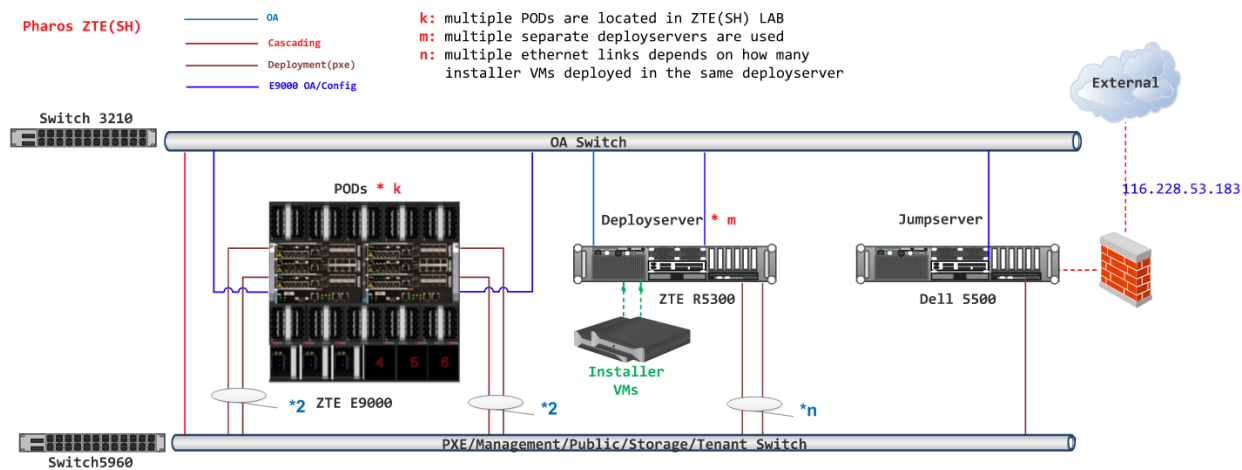 Pharos ZTE(SH)
OA
Cascading
Deployment(pxe)
E9000 OA/Config
k: multiple PODs are located in ZTE(SH) LAB
m: multiple separate deployservers are used
n: multiple ethernet links depends on how many
installer VMs deployed in the same deployserver
External
Switch 3210
OA Switch
116.228.53.183
PODs * k
Deployserver * m
Jumpserver
ZTE R5300
Dell 5500
4 5 6
Installer
VMs
*2
ZTE E9000
*2
*n
PXE/Management/Public/Storage/Tenant Switch
Switch5960